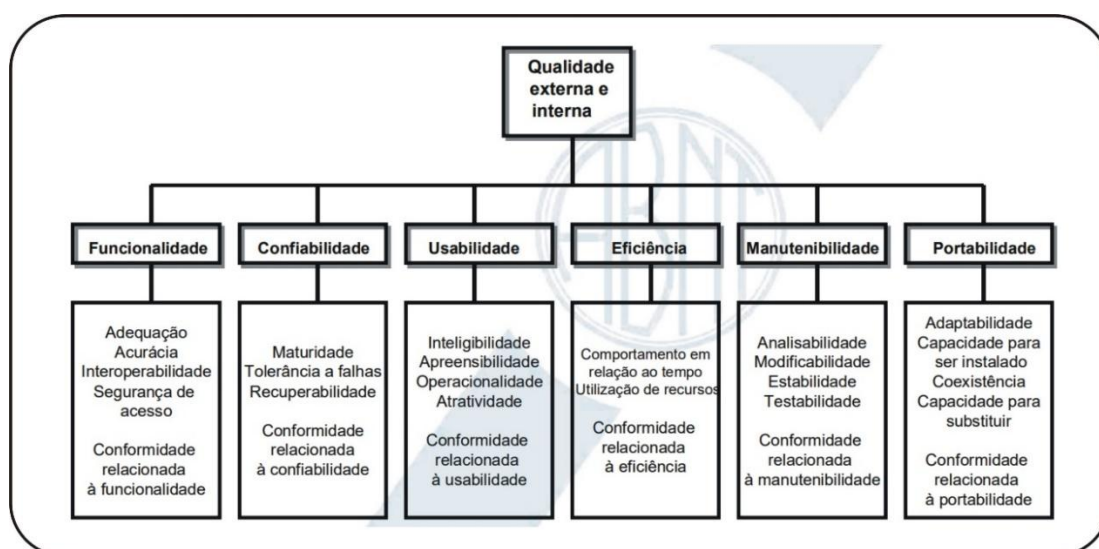 Qualidade
externa e
interna
ABNT
Funcionalidade
Confiabilidade
Usabilidade
Eficiência
Manutenibilidade
Portabilidade
Adequação
Acurácia
Interoperabilidade
Segurança de
acesso
Conformidade
relacionada
à funcionalidade
Maturidade
Tolerância a falhas
Recuperabilidade
Conformidade
relacionada
à confiabilidade
Inteligibilidade
Apreensibilidade
Operacionalidade
Atratividade
Conformidade
relacionada
à usabilidade
Comportamento em
relação ao tempo
Utilização de recursos
Conformidade
relacionada
à eficiência
Analisabilidade
Modificabilidade
Estabilidade
Testabilidade
Conformidade
relacionada
à manutenibilidade
Adaptabilidade
Capacidade para
ser instalado
Coexistência
Capacidade para
substituir
Conformidade
relacionada
à portabilidade